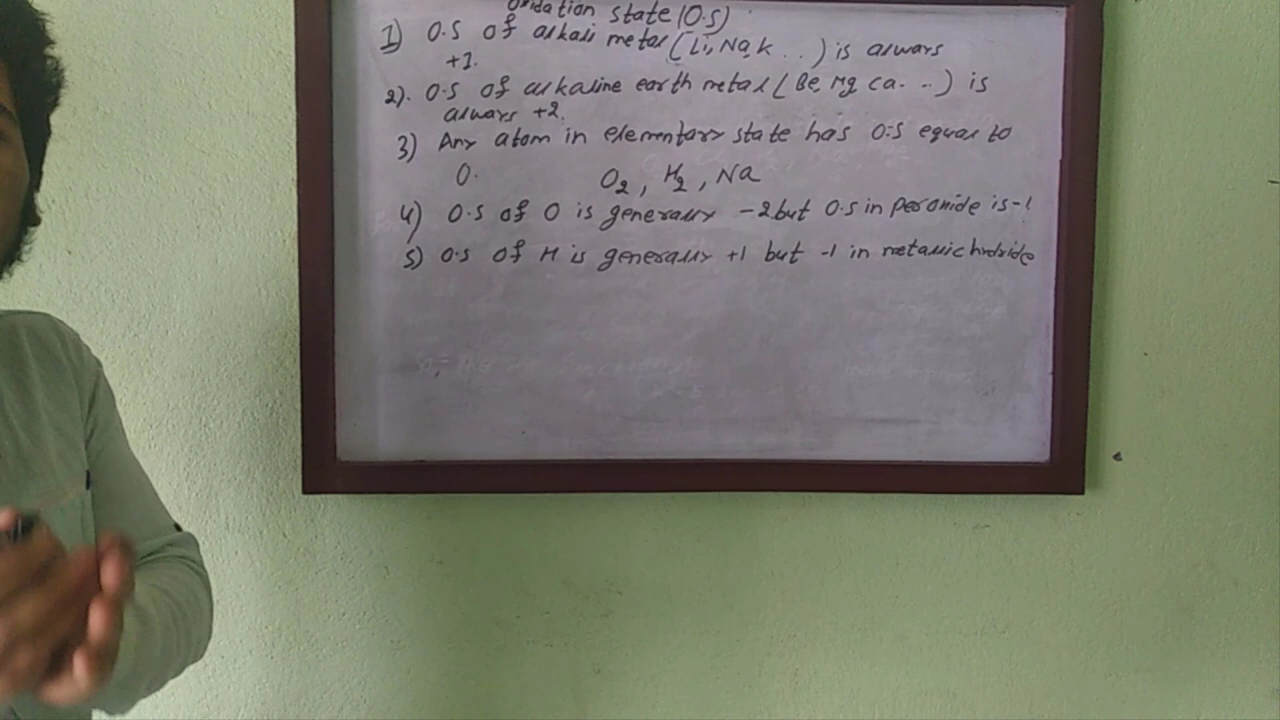 Oxidation state (O.S)
1) O.S of alkali metal (Li, Na, K . . ) is always
+1.
2). O.S of alkaline earth metal (Be, Mg Ca. . .) is
always +2.
3) Any atom in elementary state has O.S equal to
0. O₂, H₂, Na
4) O.S of O is generally -2 but O.S in peroxide is -1
5) O.S of H is generally +1 but -1 in metallic hydride